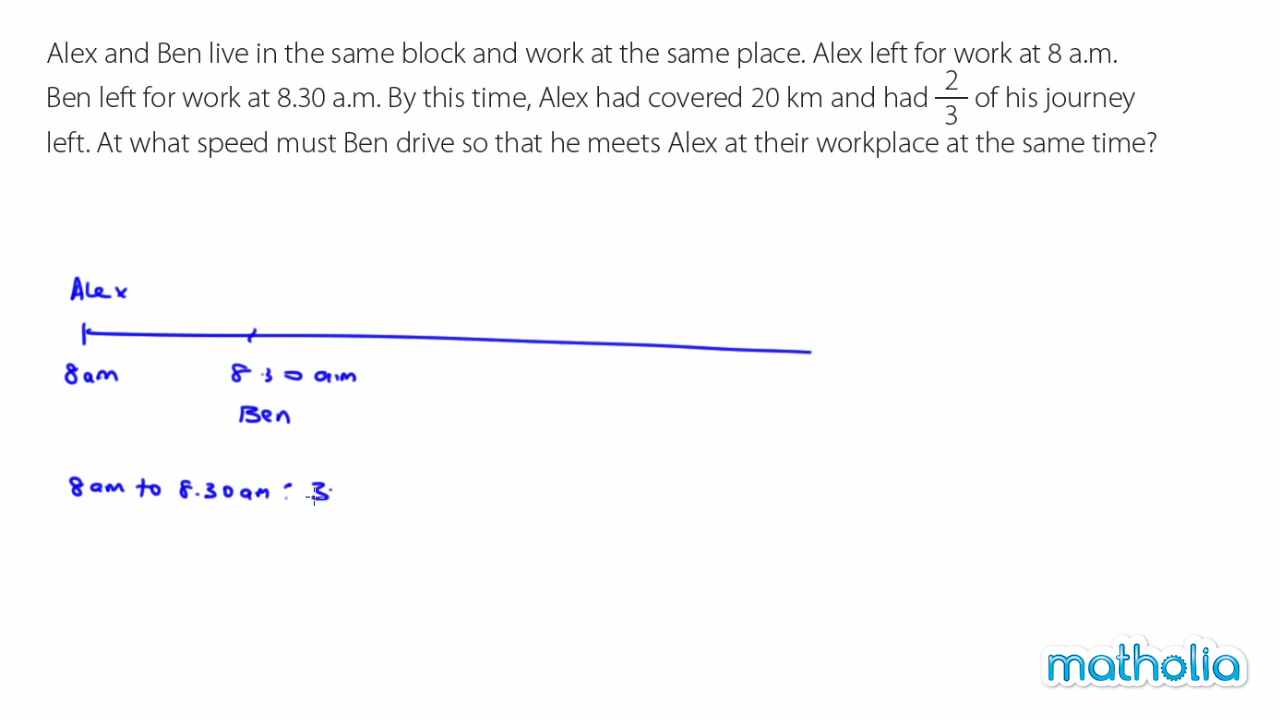 Alex and Ben live in the same block and work at the same place. Alex left for work at 8 a.m.
Ben left for work at 8.30 a.m. By this time, Alex had covered 20 km and had 2/3 of his journey
left. At what speed must Ben drive so that he meets Alex at their workplace at the same time?
Alex
8am 8.30 am
Ben
8am to 8.30am : 3
matholia